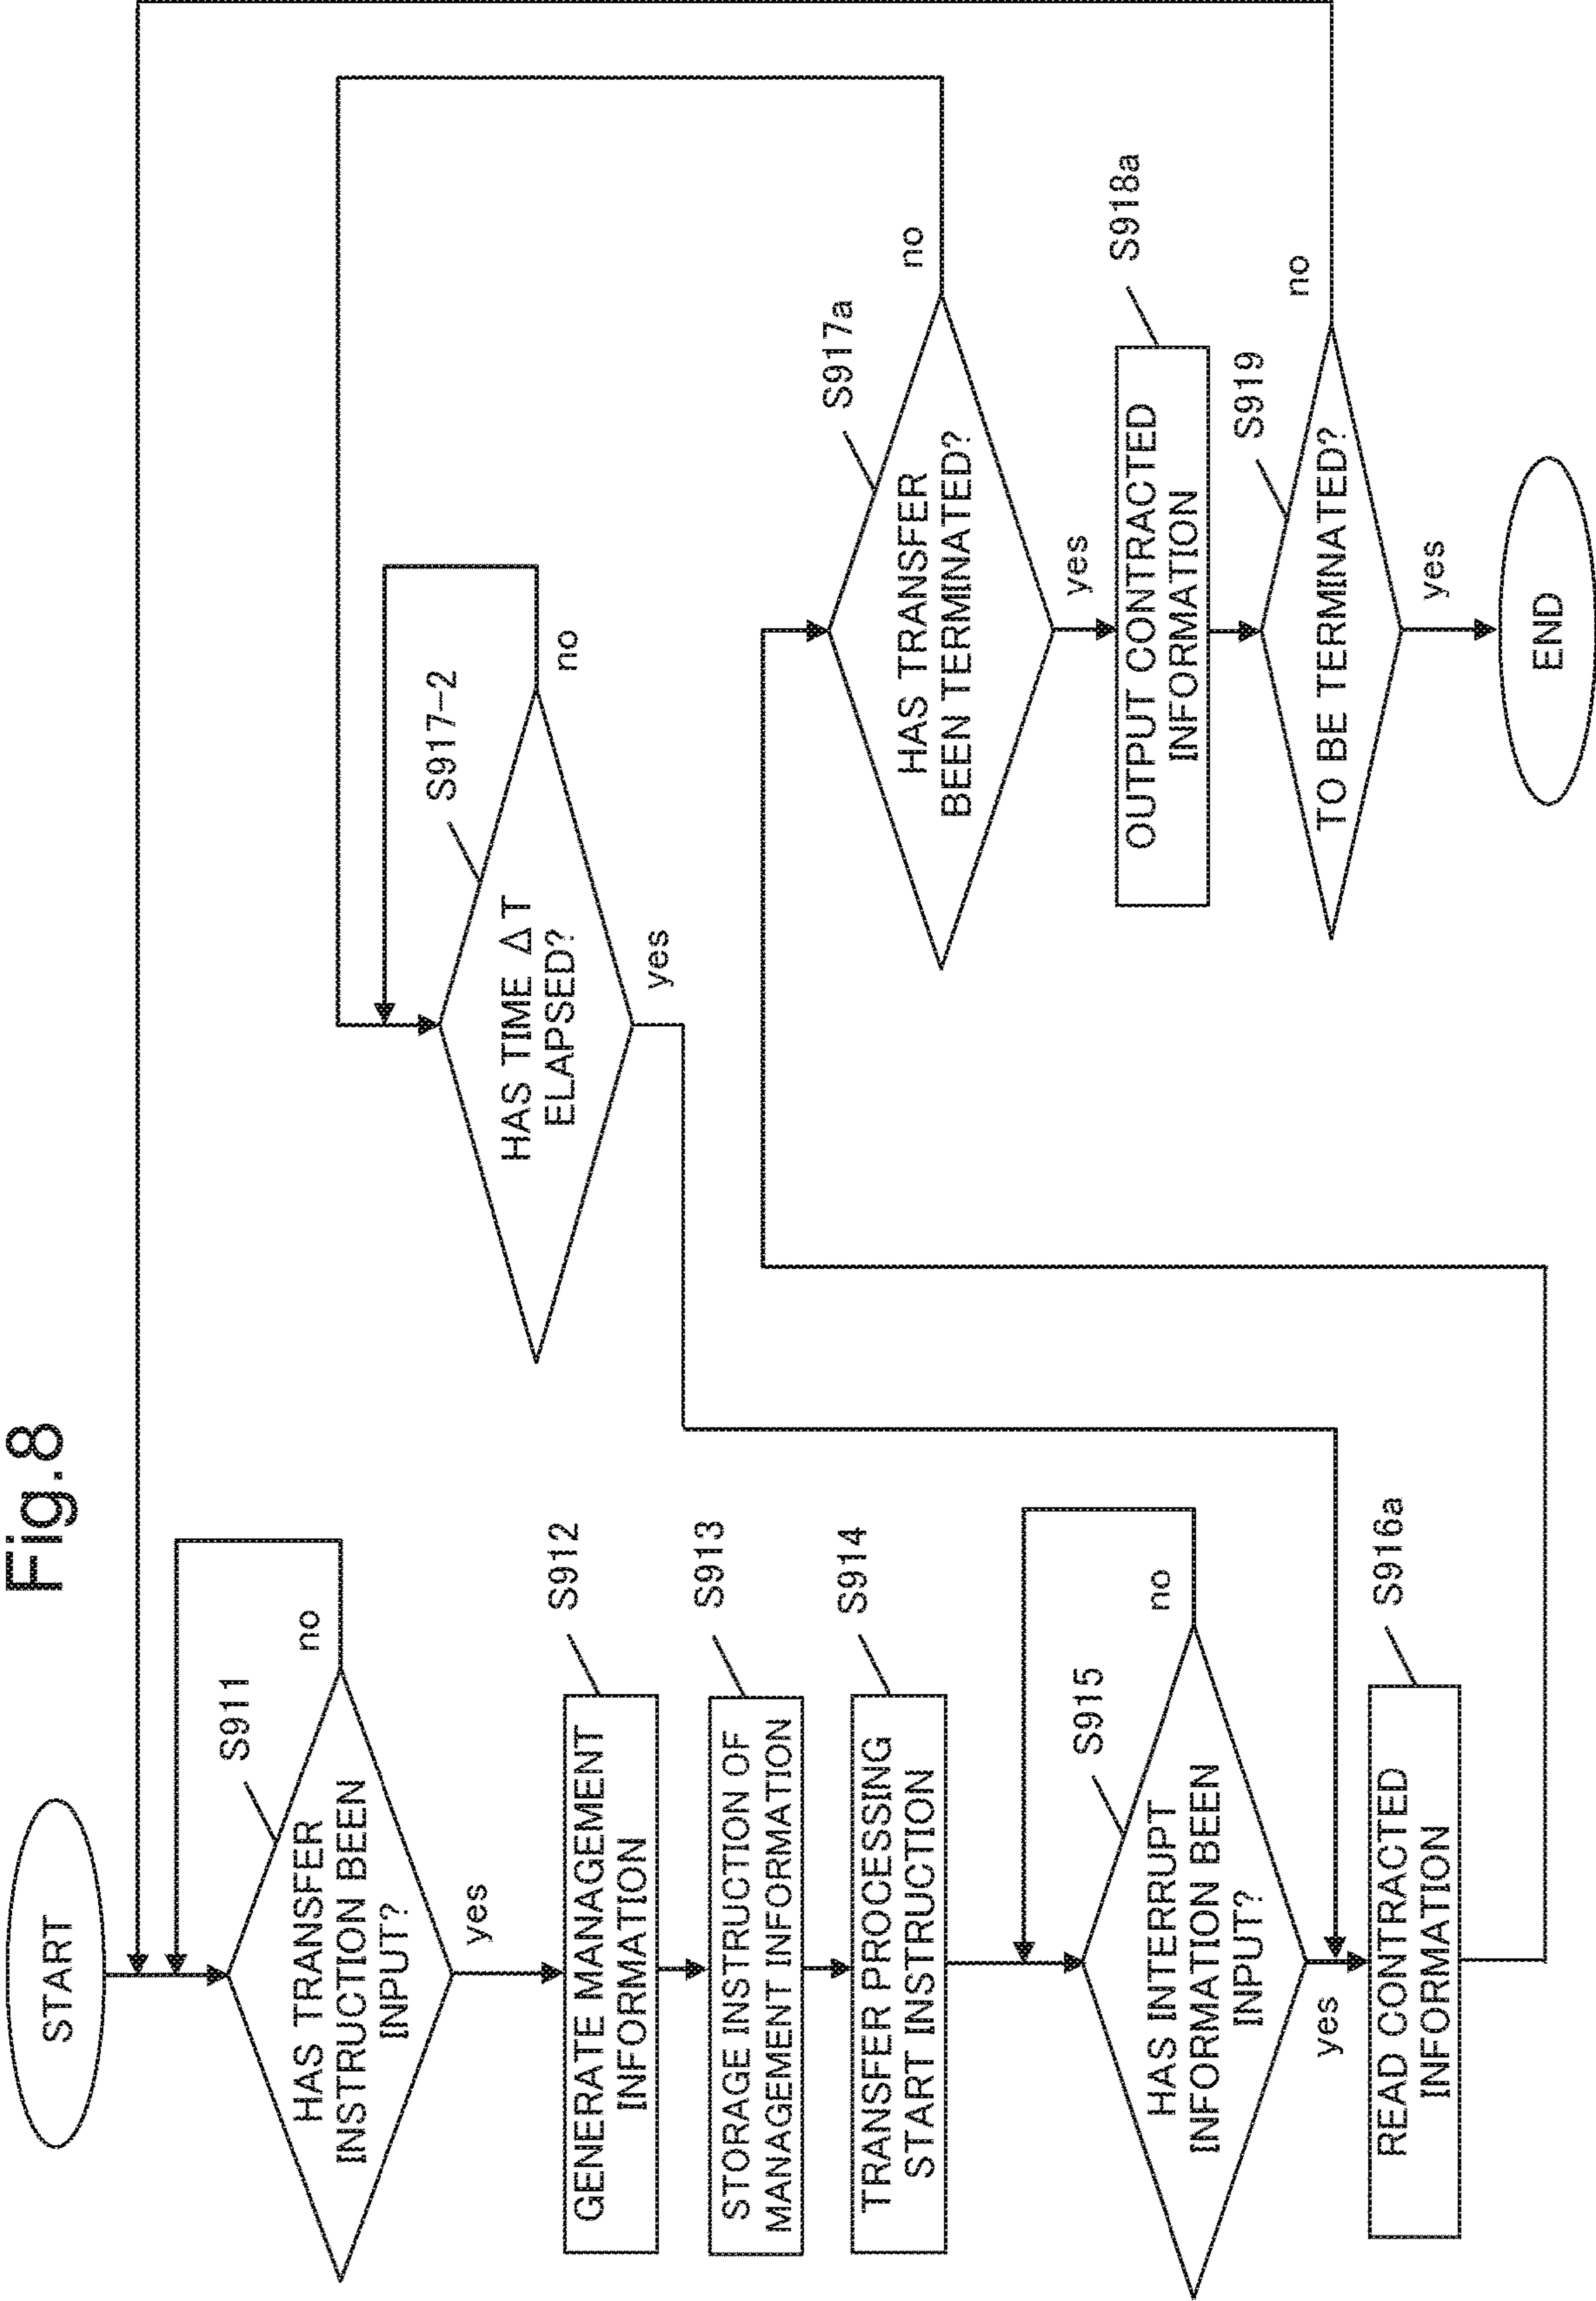 Fig.8
START
S911
HAS TRANSFER
INSTRUCTION BEEN
INPUT?
no
yes
S912
GENERATE MANAGEMENT
INFORMATION
S913
STORAGE INSTRUCTION OF
MANAGEMENT INFORMATION
S914
TRANSFER PROCESSING
START INSTRUCTION
S915
HAS INTERRUPT
INFORMATION BEEN
INPUT?
no
yes
S916a
READ CONTRACTED
INFORMATION
S917-2
HAS TIME Δ T
ELAPSED?
no
yes
S917a
HAS TRANSFER
BEEN TERMINATED?
no
yes
S918a
OUTPUT CONTRACTED
INFORMATION
S919
TO BE TERMINATED?
no
yes
END